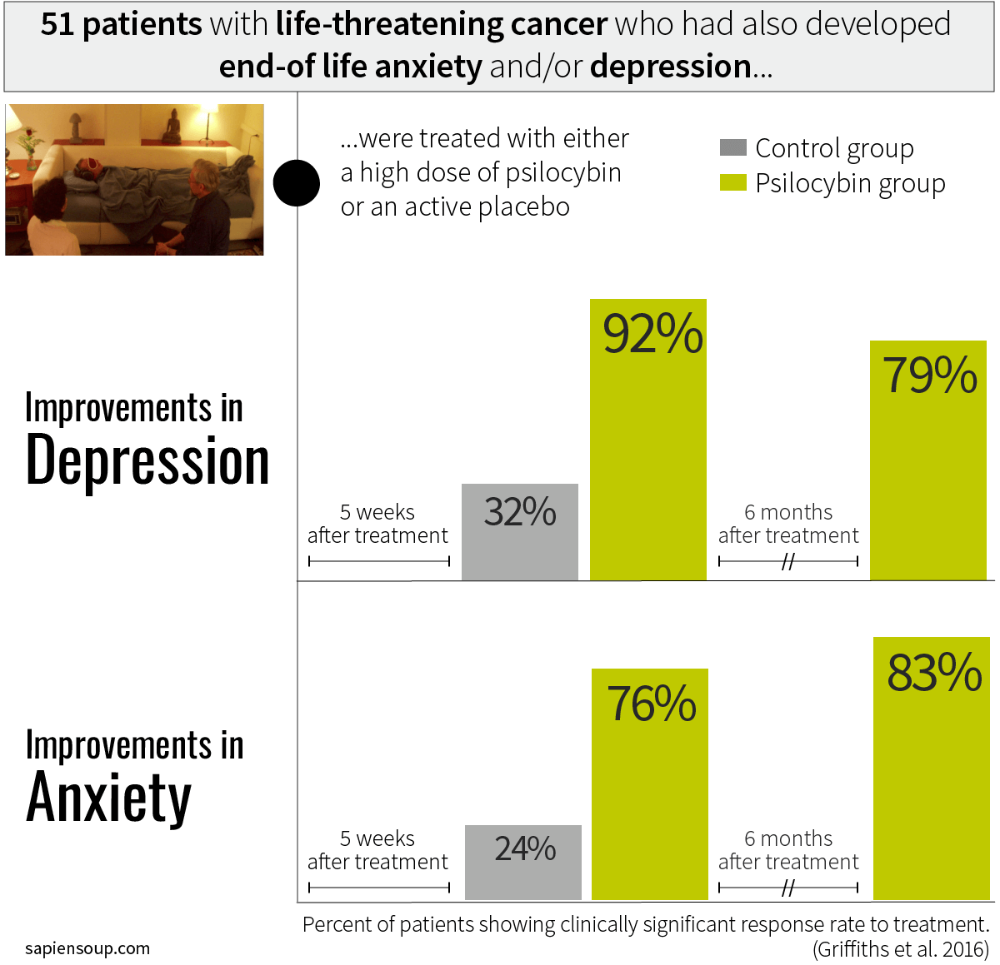 51 patients with life-threatening cancer who had also developed
end-of life anxiety and/or depression...
...were treated with either
a high dose of psilocybin
or an active placebo
Control group
Psilocybin group
Improvements in
Depression
5 weeks
after treatment
32%
92%
6 months
after treatment
79%
Improvements in
Anxiety
5 weeks
after treatment
24%
76%
6 months
after treatment
83%
Percent of patients showing clinically significant response rate to treatment.
(Griffiths et al. 2016)
sapiensoup.com